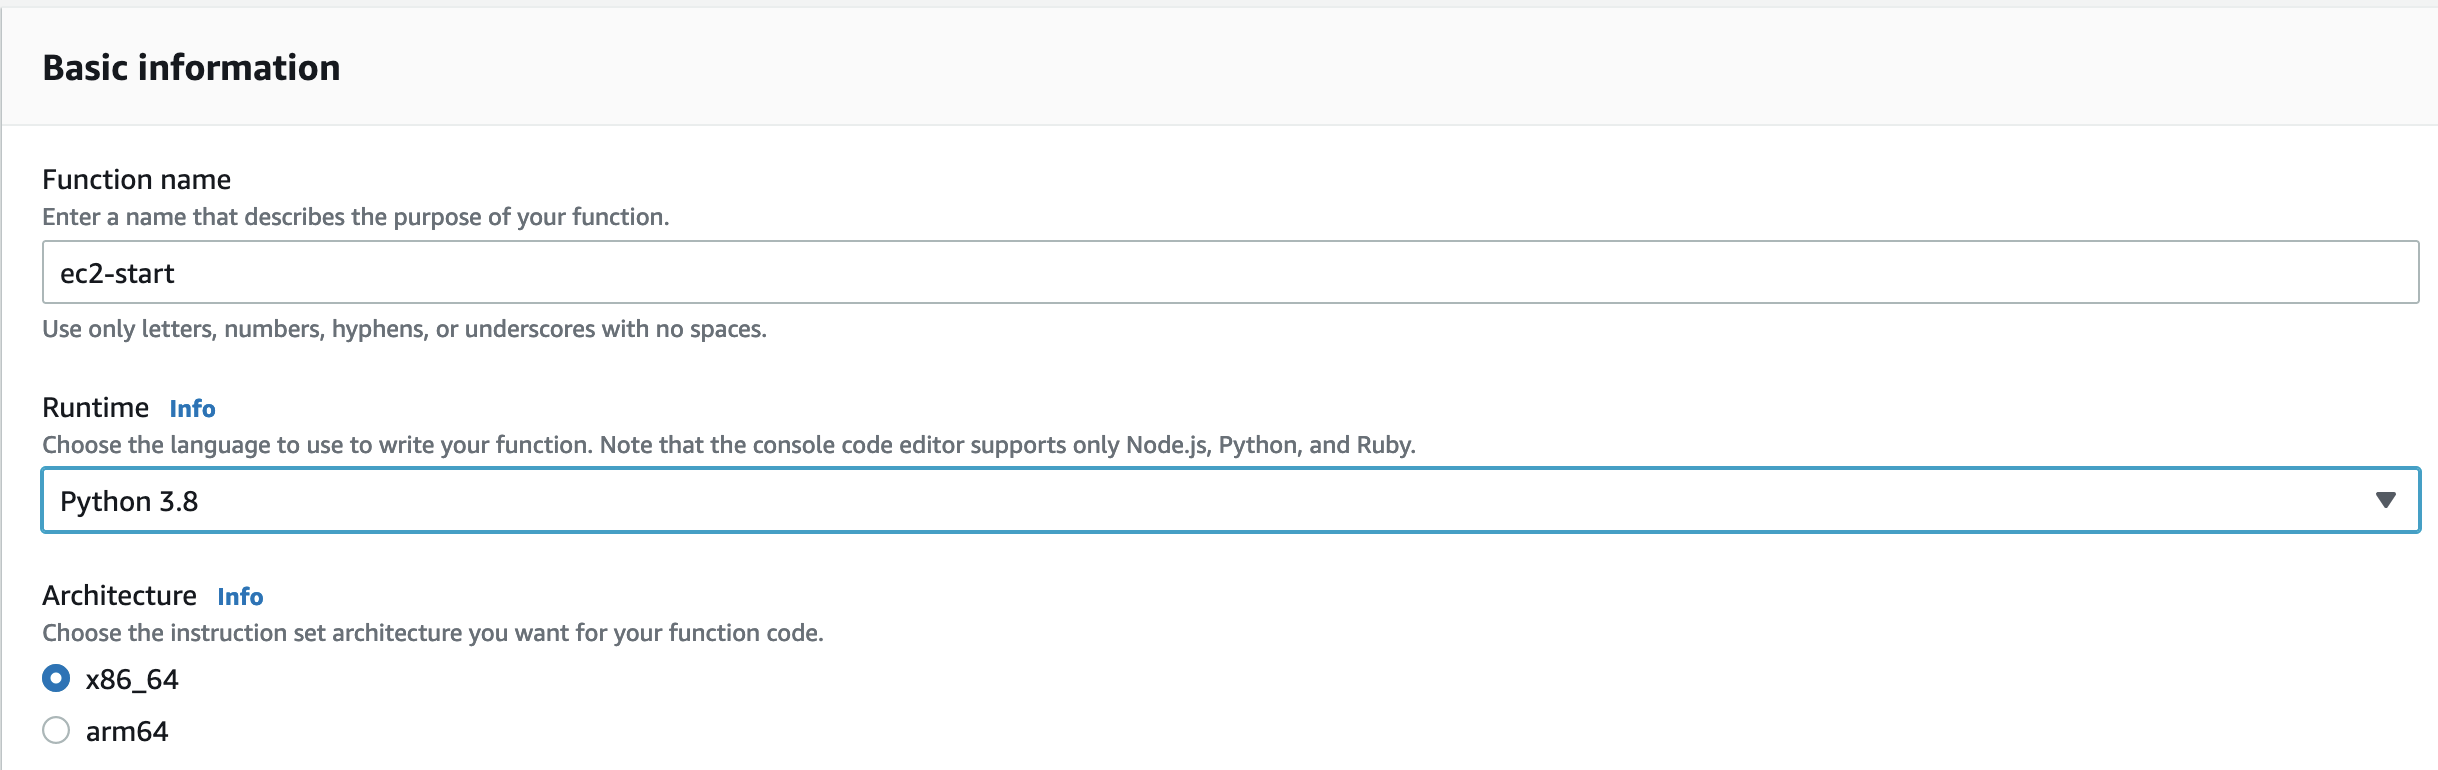 Basic information
Function name
Enter a name that describes the purpose of your function.
ec2-start
Use only letters, numbers, hyphens, or underscores with no spaces.
Runtime Info
Choose the language to use to write your function. Note that the console code editor supports only Node.js, Python, and Ruby.
Python 3.8
Architecture Info
Choose the instruction set architecture you want for your function code.
x86_64
arm64